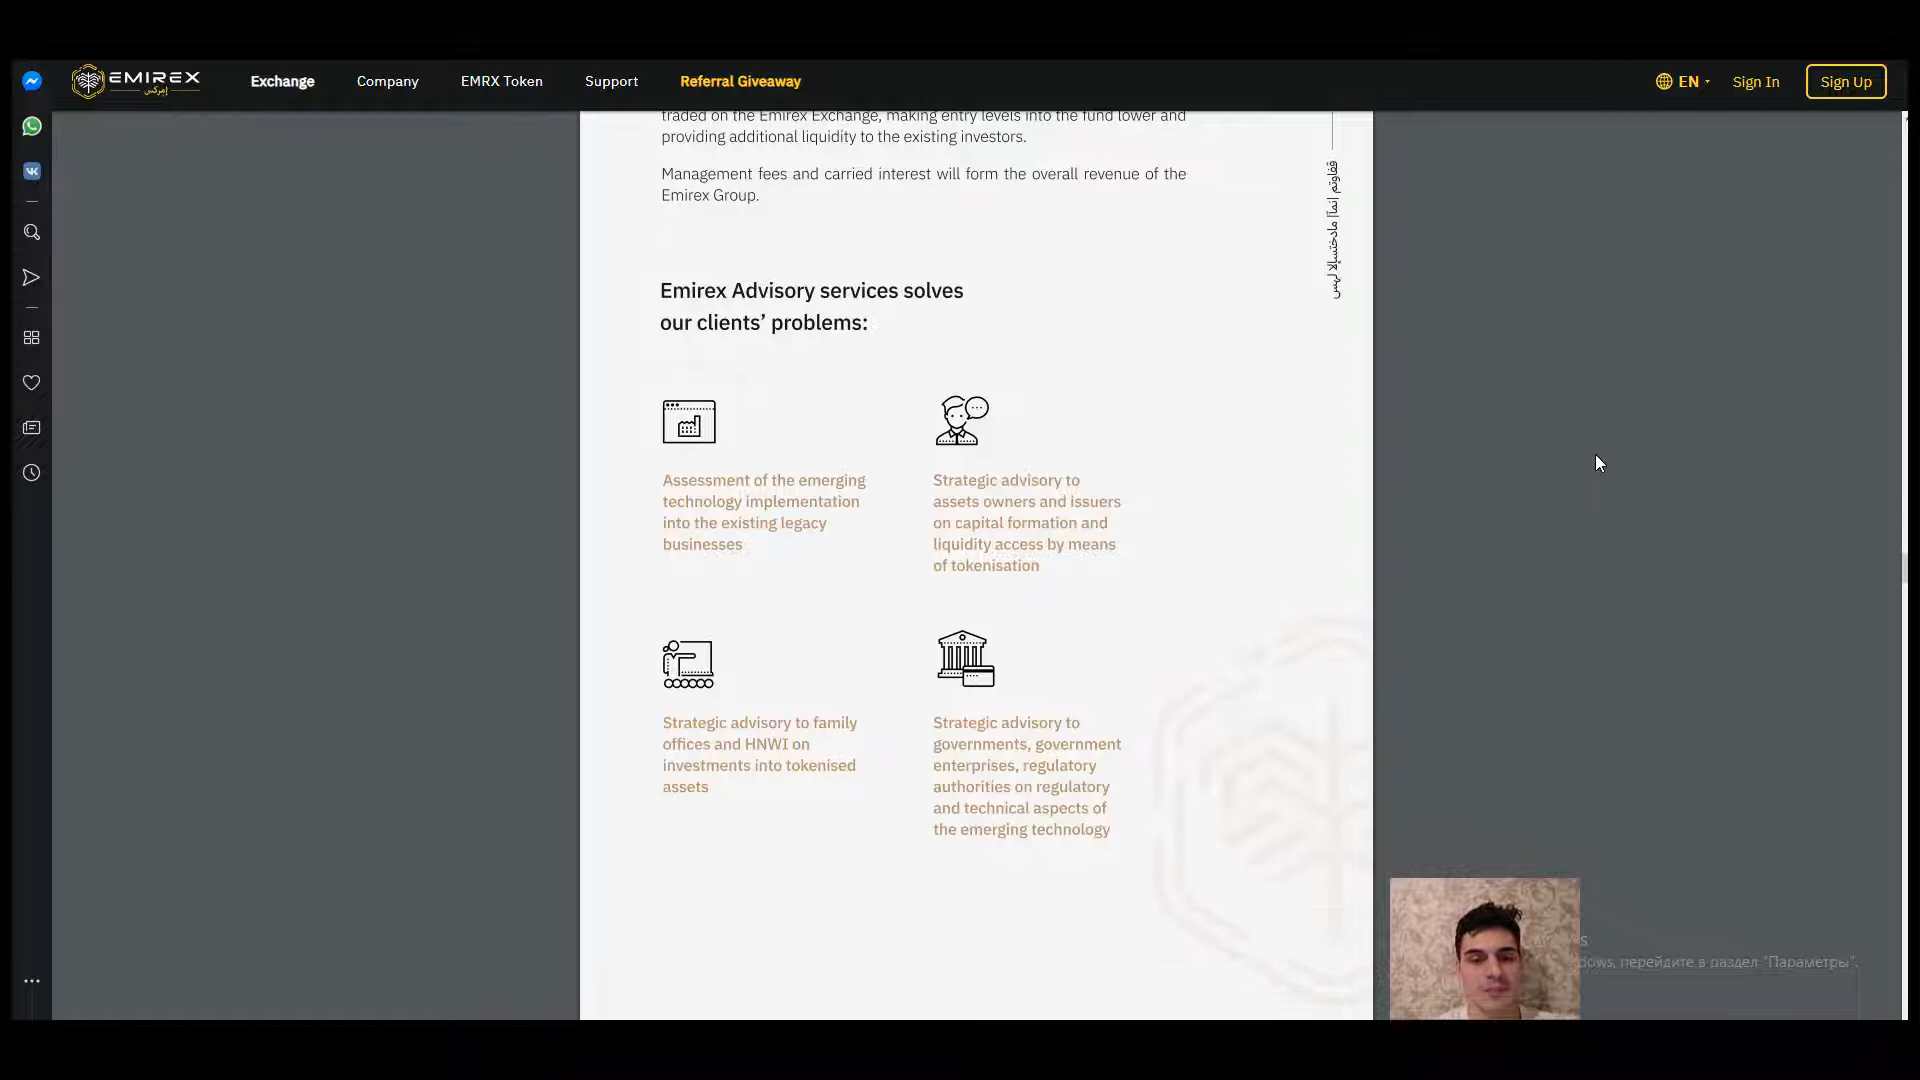 EMIREX
إمركس
Exchange
Company
EMRX Token
Support
Referral Giveaway
EN
Sign In
Sign Up
traded on the Emirex Exchange, making entry levels into the fund lower and
providing additional liquidity to the existing investors.
Management fees and carried interest will form the overall revenue of the
Emirex Group.
Emirex Advisory services solves
our clients’ problems:
Assessment of the emerging
technology implementation
into the existing legacy
businesses
Strategic advisory to
assets owners and issuers
on capital formation and
liquidity access by means
of tokenisation
Strategic advisory to family
offices and HNWI on
investments into tokenised
assets
Strategic advisory to
governments, government
enterprises, regulatory
authorities on regulatory
and technical aspects of
the emerging technology
перейдите в раздел "Параметры".